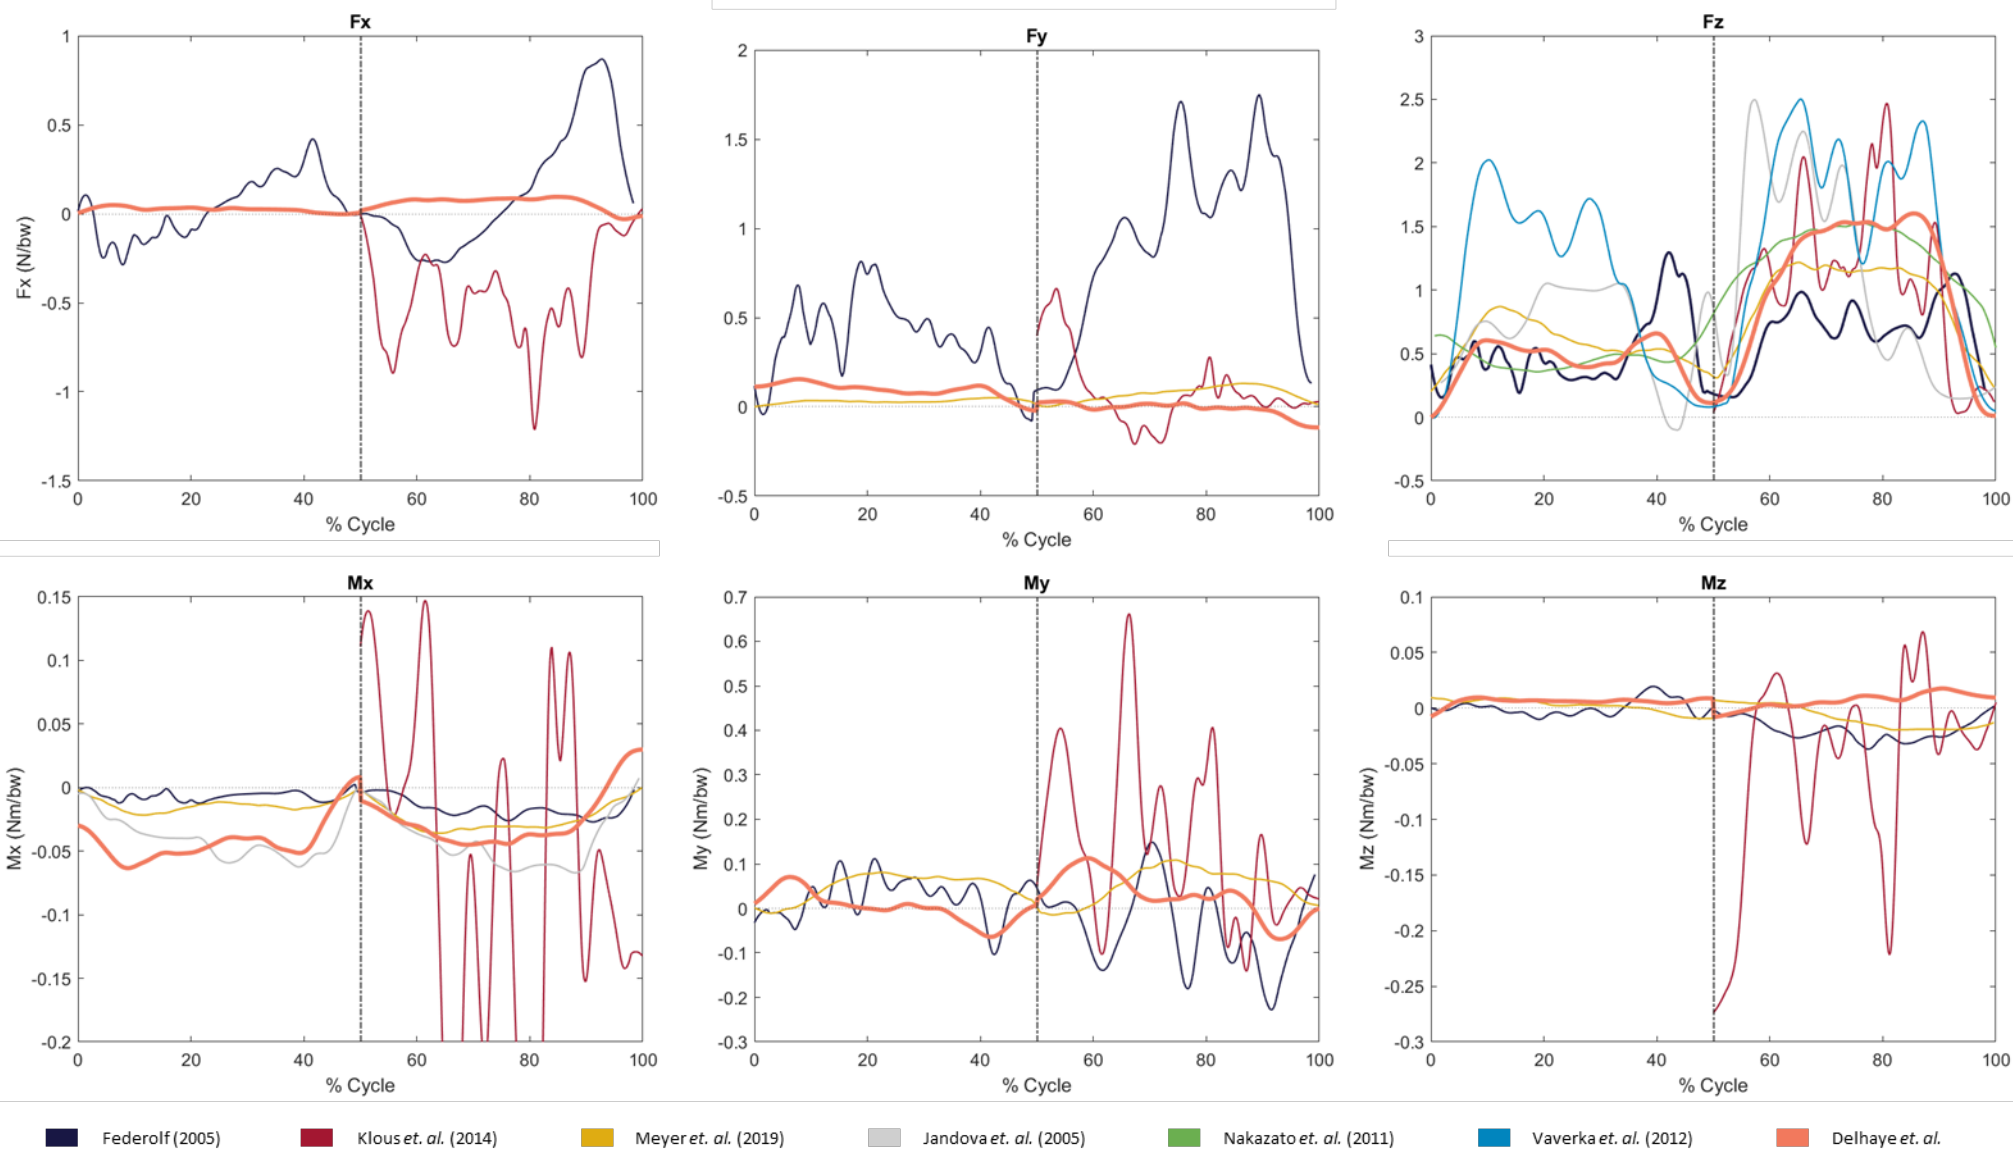 Fx
Fx (N/bw)
1
0.5
0
-0.5
-1
-1.5
0 20 40 60 80 100
% Cycle
Fy
2
1.5
1
0.5
0
-0.5
0 20 40 60 80 100
% Cycle
Fz
3
2.5
2
1.5
1
0.5
0
-0.5
0 20 40 60 80 100
% Cycle
Mx
Mx (Nm/bw)
0.15
0.1
0.05
0
-0.05
-0.1
-0.15
-0.2
0 20 40 60 80 100
% Cycle
My
My (Nm/bw)
0.7
0.6
0.5
0.4
0.3
0.2
0.1
0
-0.1
-0.2
-0.3
0 20 40 60 80 100
% Cycle
Mz
Mz (Nm/bw)
0.1
0.05
0
-0.05
-0.1
-0.15
-0.2
-0.25
-0.3
0 20 40 60 80 100
% Cycle
Federolf (2005) Klous et. al. (2014) Meyer et. al. (2019) Jandova et. al. (2005) Nakazato et. al. (2011) Vaverka et. al. (2012) Delhaye et. al.